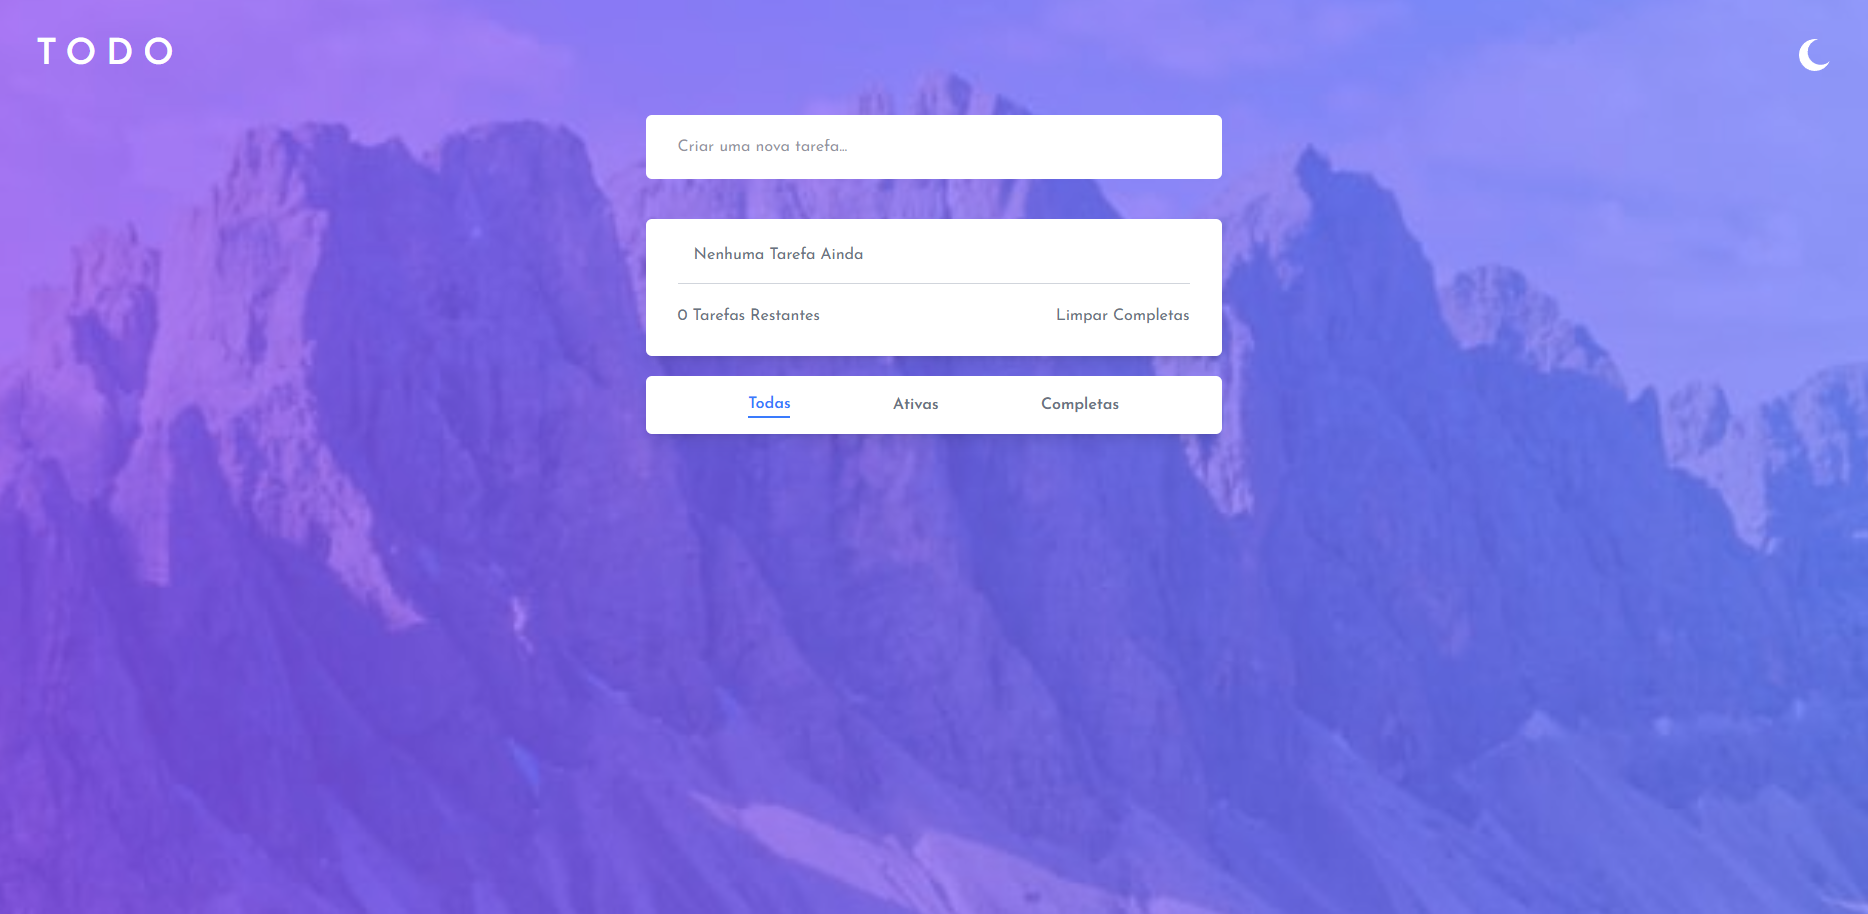 TODO
Criar uma nova tarefa...
Nenhuma Tarefa Ainda
0 Tarefas Restantes
Limpar Completas
Todas
Ativas
Completas